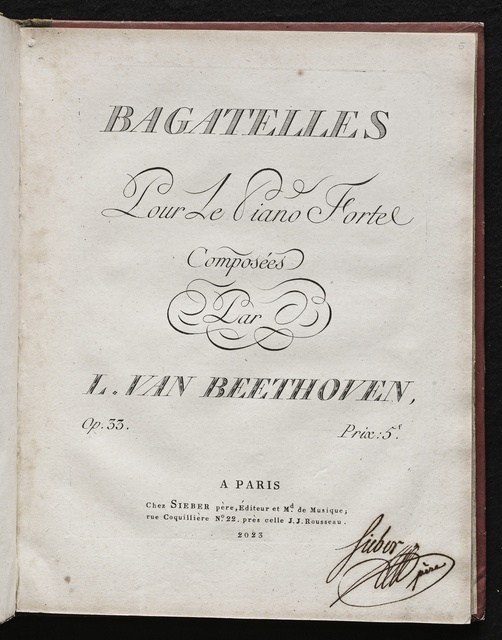 BAGATELLES
Pour Le Piano Forte
Composées
Par
L. VAN BEETHOVEN,
Op. 33. Prix: 5ᶠ.
A PARIS
Chez SIEBER père, Éditeur et Mᵈ. de Musique,
rue Coquillière Nº. 22. près celle J. J. Rousseau.
2023
Sieber père